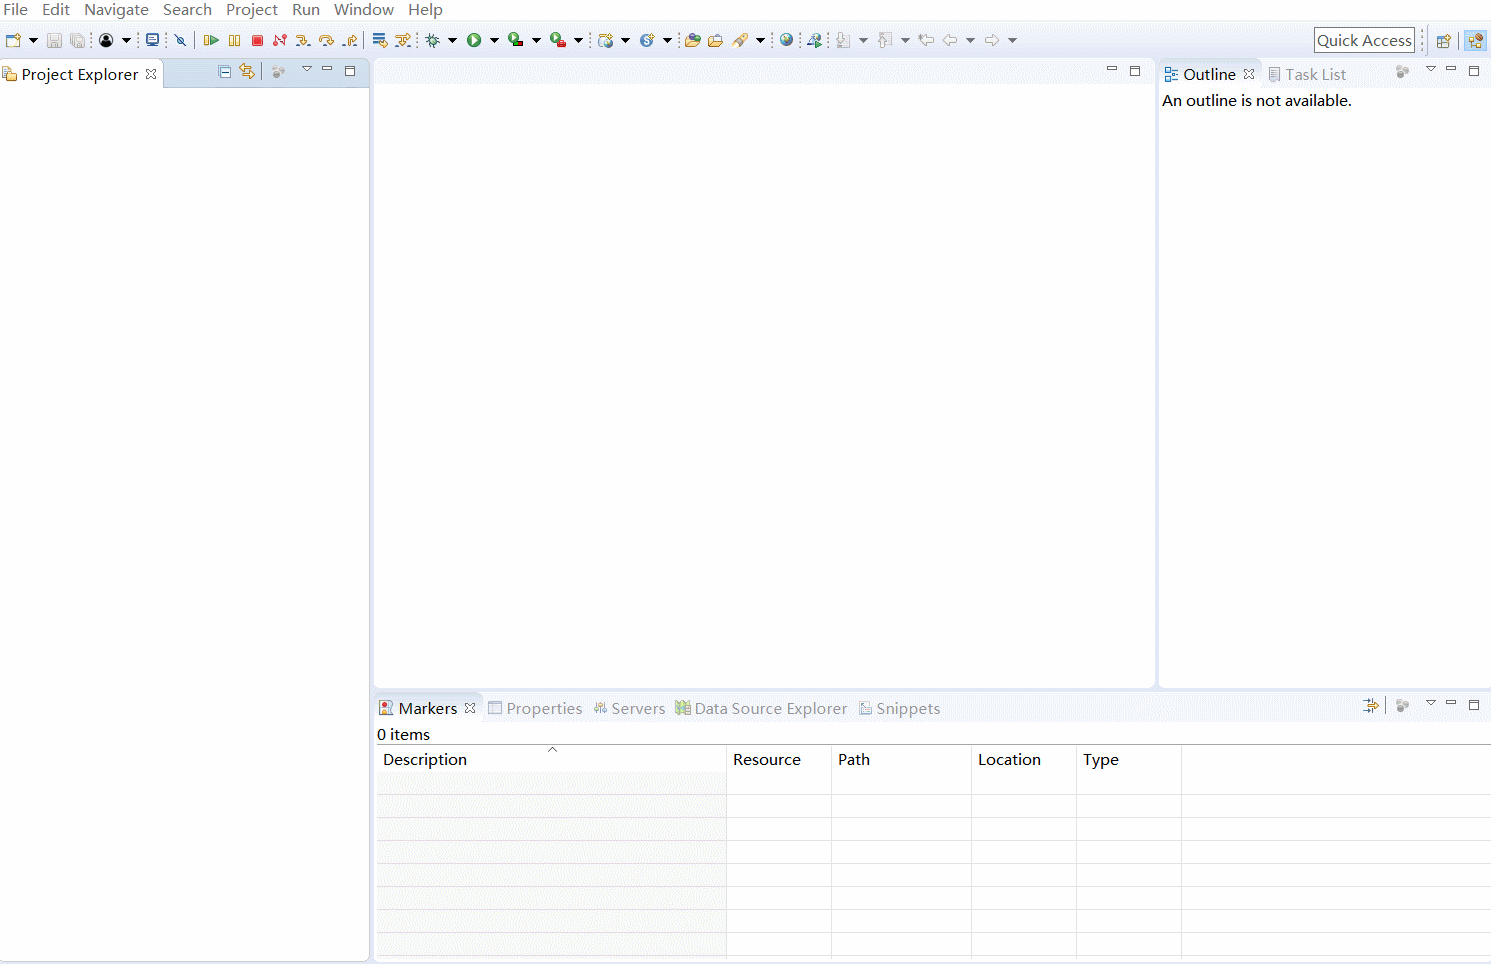 File Edit Navigate Search Project Run Window Help
Quick Access
Project Explorer
Outline Task List
An outline is not available.
Markers Properties Servers Data Source Explorer Snippets
0 items
Description Resource Path Location Type